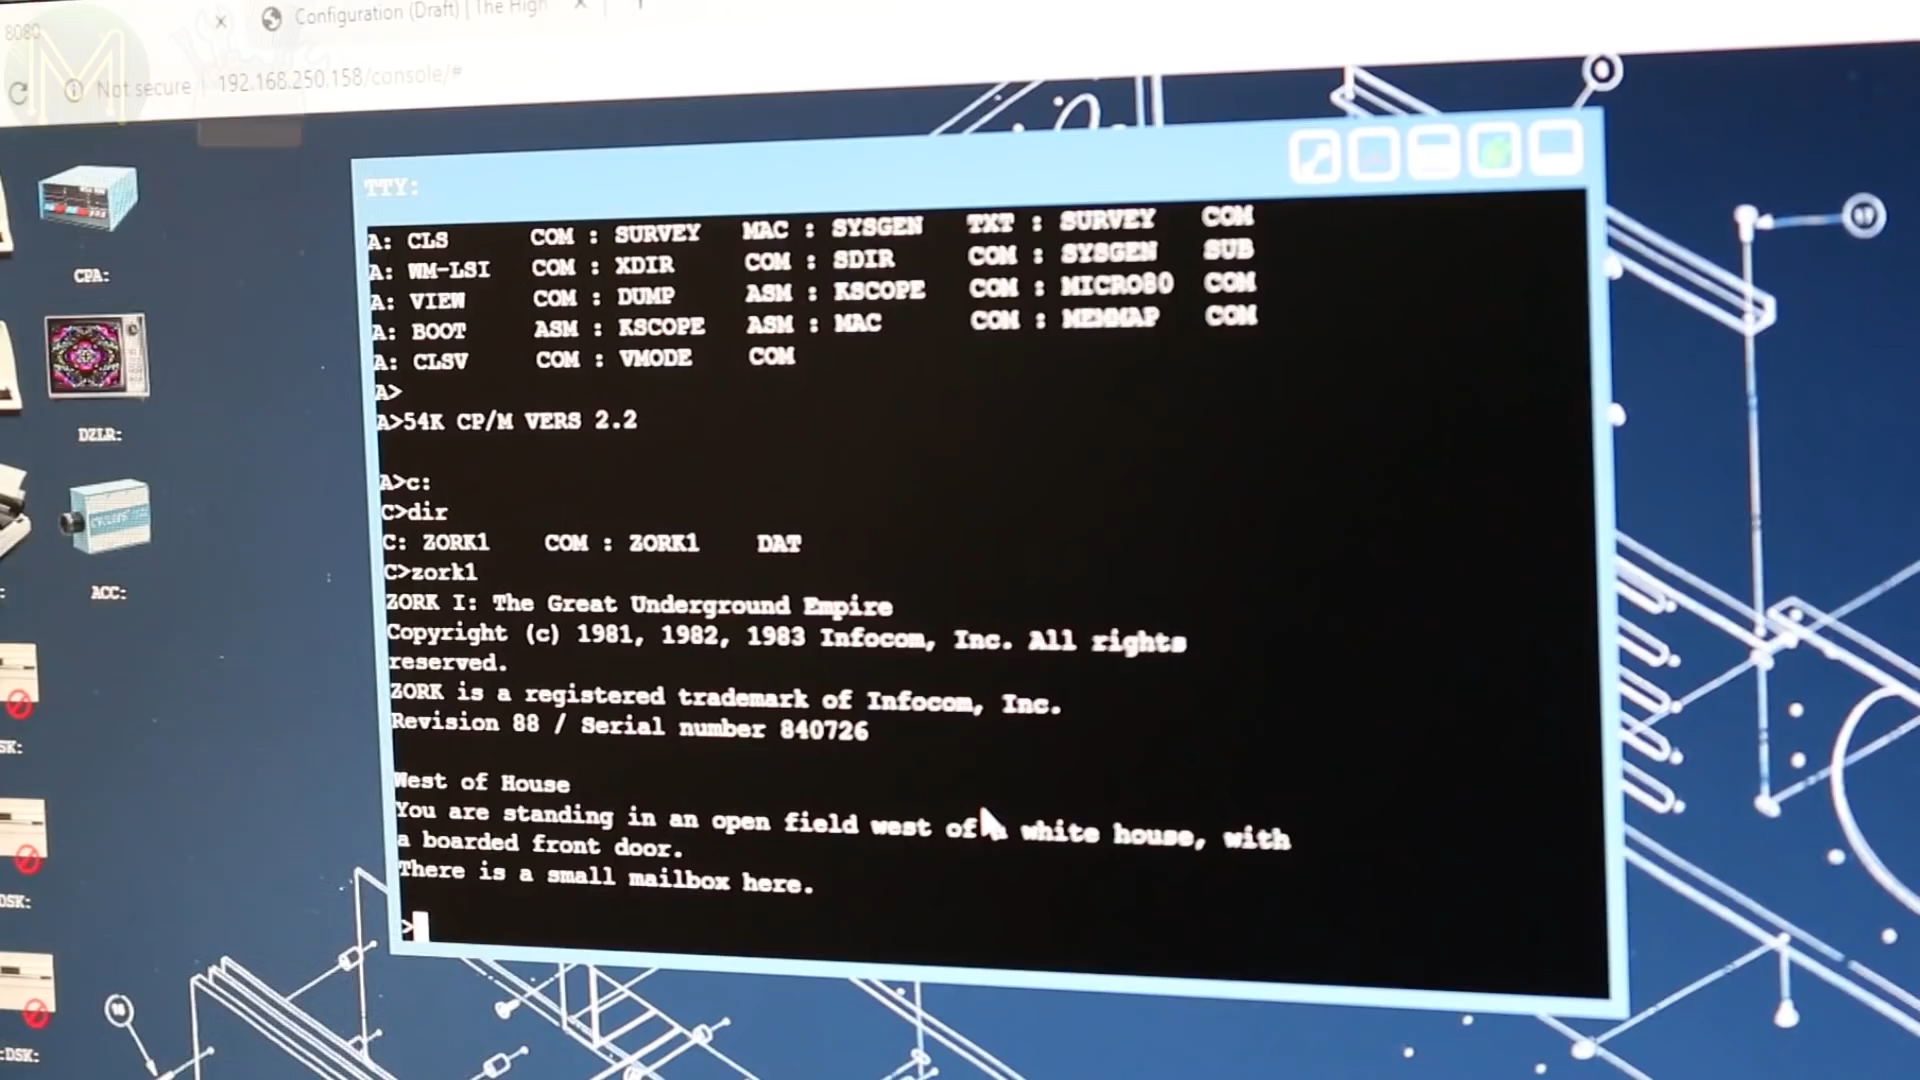 8080
Configuration (Draft) | The High
Not secure
192.168.250.158/console/#
TTY:
A: CLS COM : SURVEY MAC : SYSGEN TXT : SURVEY COM
A: WM-LSI COM : XDIR COM : SDIR COM : SYSGEN SUB
A: VIEW COM : DUMP ASM : KSCOPE COM : MICRO80 COM
A: BOOT ASM : KSCOPE ASM : MAC COM : MEMMAP COM
A: CLSV COM : VMODE COM
A>
A>54K CP/M VERS 2.2
A>c:
C>dir
C: ZORK1 COM : ZORK1 DAT
C>zork1
ZORK I: The Great Underground Empire
Copyright (c) 1981, 1982, 1983 Infocom, Inc. All rights
reserved.
ZORK is a registered trademark of Infocom, Inc.
Revision 88 / Serial number 840726
West of House
You are standing in an open field west of a white house, with
a boarded front door.
There is a small mailbox here.
>
CPA:
DZLR:
ACC:
SK:
DSK:
:DSK:
M